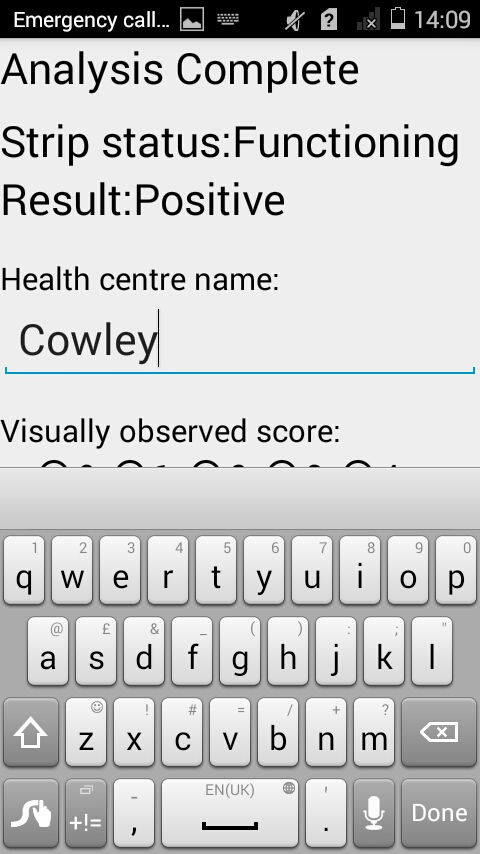 Emergency call... 14:09
Analysis Complete
Strip status:Functioning
Result:Positive
Health centre name:
Cowley
Visually observed score:
1 2 3 4 5 6 7 8 9 0
q w e r t y u i o p
@ £ & _ ( ) : ; "
a s d f g h j k l
! # = / + ?
z x c v b n m
- EN(UK) '
+!= , . Done